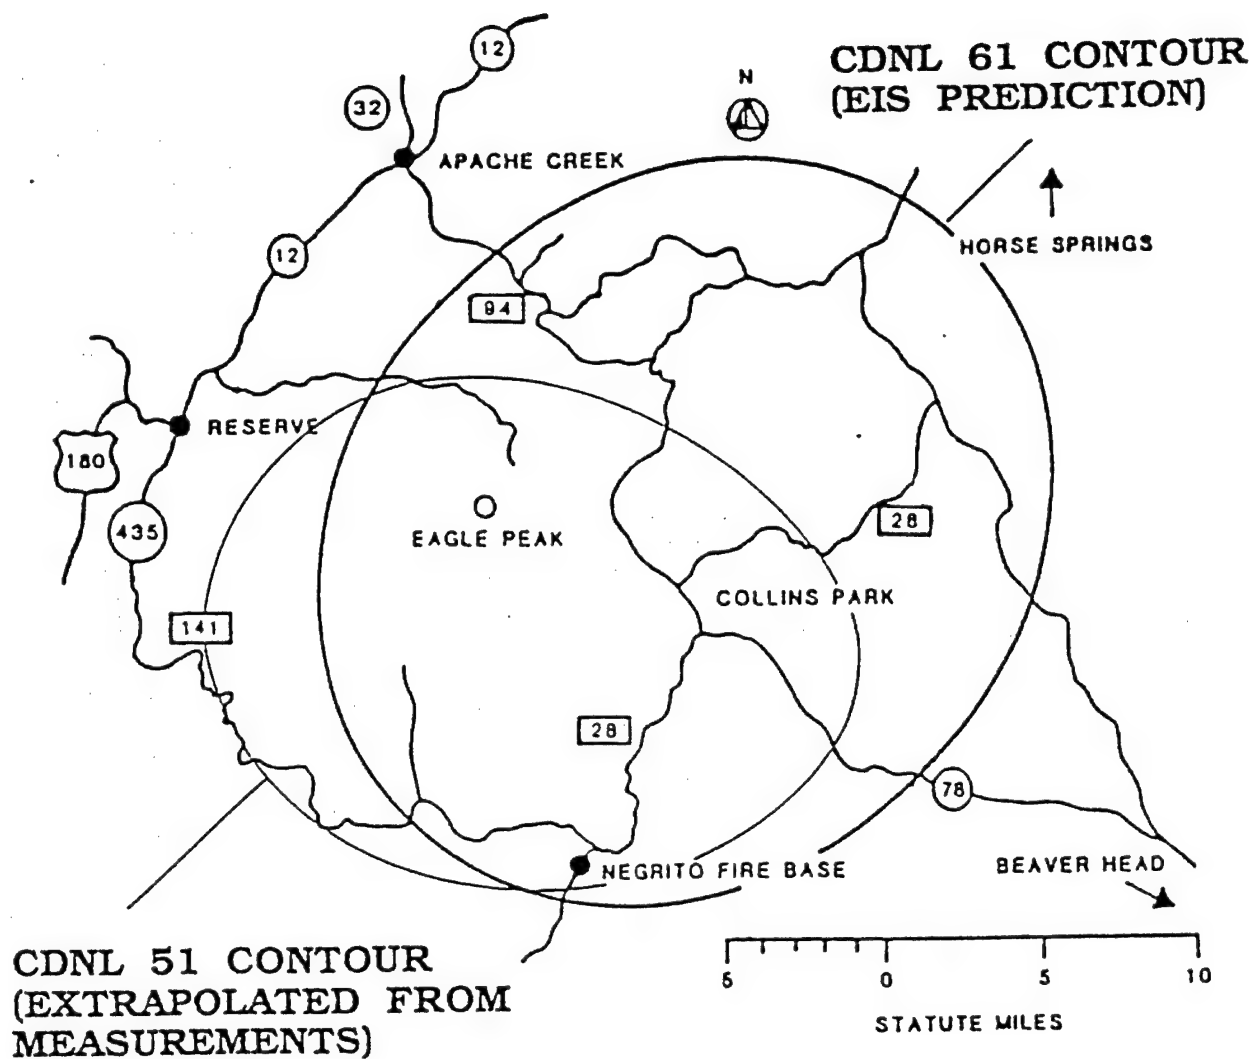 CDNL 61 CONTOUR
(EIS PREDICTION)
12
N
32
APACHE CREEK
HORSE SPRINGS
12
94
RESERVE
180
28
435
EAGLE PEAK
COLLINS PARK
141
28
78
NEGRITO FIRE BASE
BEAVER HEAD
CDNL 51 CONTOUR
(EXTRAPOLATED FROM
MEASUREMENTS)
5 0 5 10
STATUTE MILES